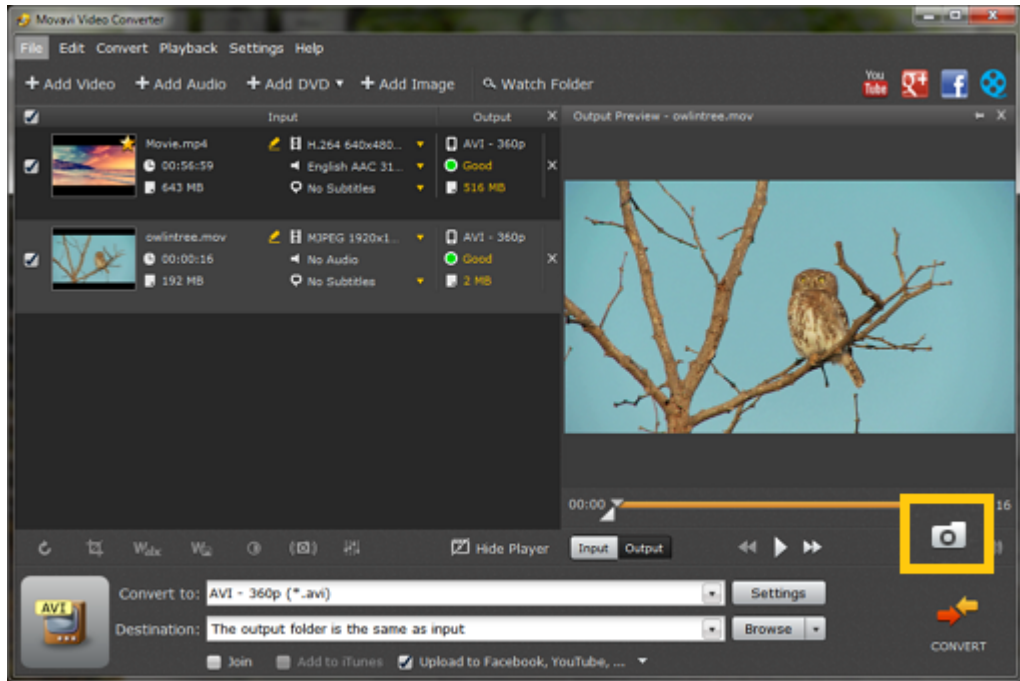 Movavi Video Converter
File Edit Convert Playback Settings Help
+ Add Video + Add Audio + Add DVD + Add Image Watch Folder
You Tube g+ f
Input Output X Output Preview - owlintree.mov X
Movie.mp4 H.264 640x480... AVI - 360p
00:56:59 English AAC 31... Good X
643 MB No Subtitles 516 MB
owlintree.mov MJPEG 1920x1... AVI - 360p
00:00:16 No Audio Good X
192 MB No Subtitles 2 MB
00:00 16
Wabc Hide Player Input Output
AVI Convert to: AVI - 360p (*.avi) Settings
Destination: The output folder is the same as input Browse
CONVERT
Join Add to iTunes Upload to Facebook, YouTube, ...